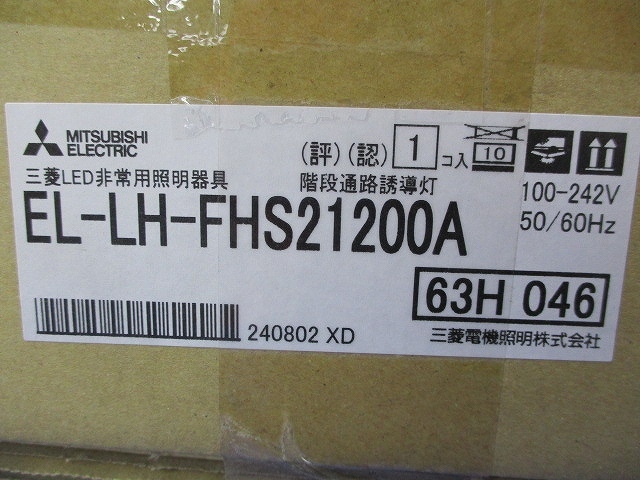 MITSUBISHI
ELECTRIC
(評)(認) 1 コ入 10
三菱LED非常用照明器具 階段通路誘導灯
EL-LH-FHS21200A
100-242V
50/60Hz
63H 046
240802 XD
三菱電機照明株式会社